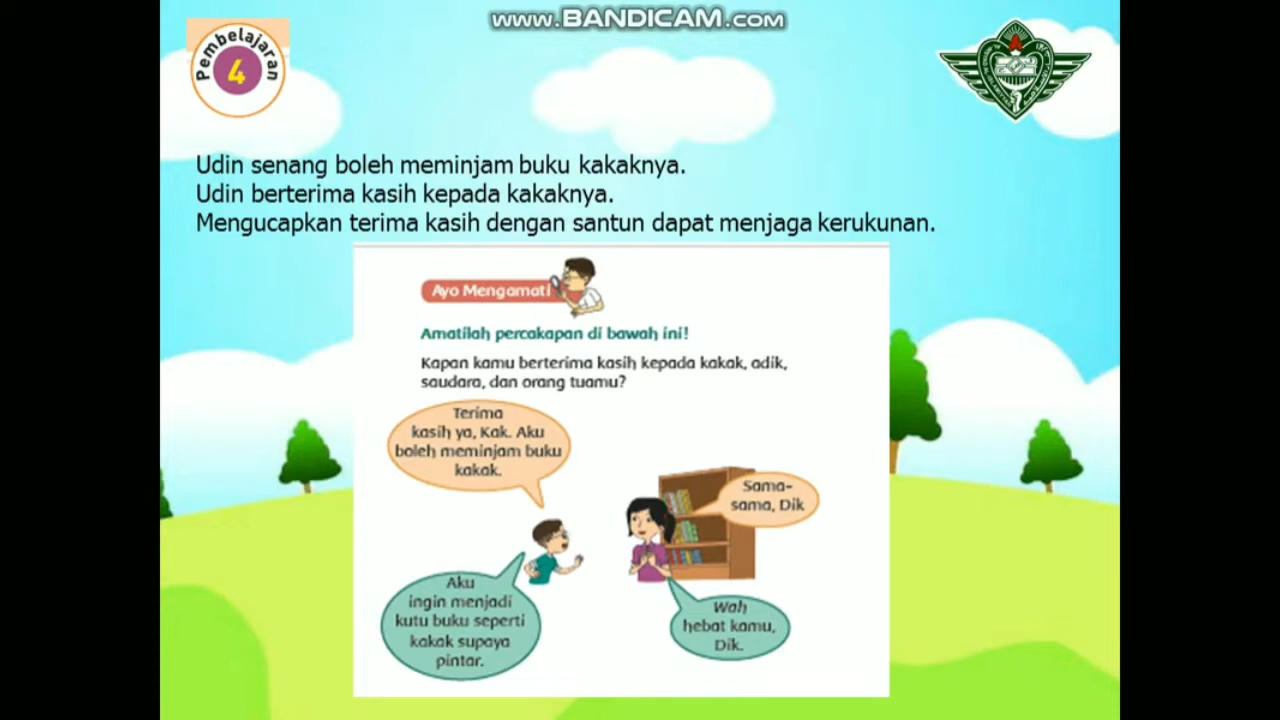 www.BANDICAM.com
Pembelajaran
4
Udin senang boleh meminjam buku kakaknya.
Udin berterima kasih kepada kakaknya.
Mengucapkan terima kasih dengan santun dapat menjaga kerukunan.
Ayo Mengamati
Amatilah percakapan di bawah ini!
Kapan kamu berterima kasih kepada kakak, adik,
saudara, dan orang tuamu?
Terima
kasih ya, Kak. Aku
boleh meminjam buku
kakak.
Sama-
sama, Dik
Aku
ingin menjadi
kutu buku seperti
kakak supaya
pintar.
Wah
hebat kamu,
Dik.